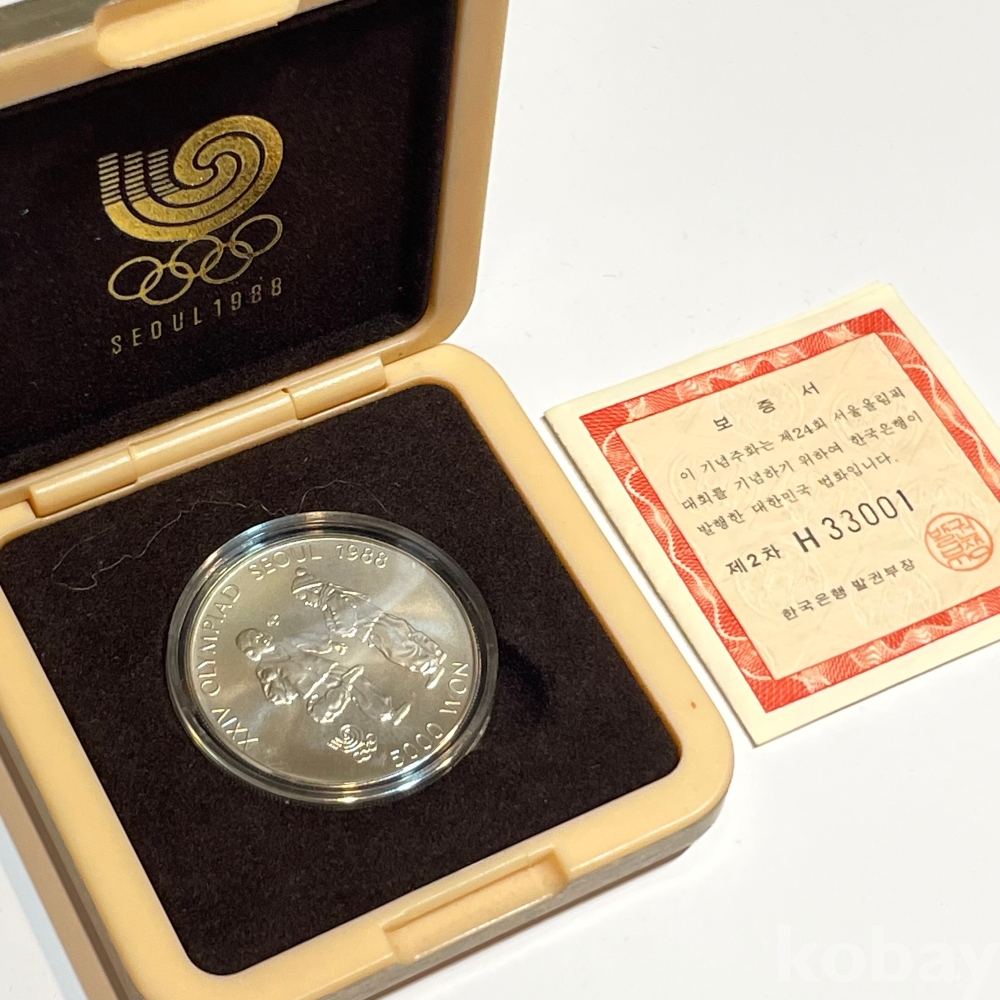 SEOUL 1988
XXIV OLYMPIAD SEOUL 1988
5000 WON
보증서
이 기념주화는 제24회 서울올림픽
대회를 기념하기 위하여 한국은행이
발행한 대한민국 법화입니다.
제2차 H 33001
한국은행 발권부장
kobay